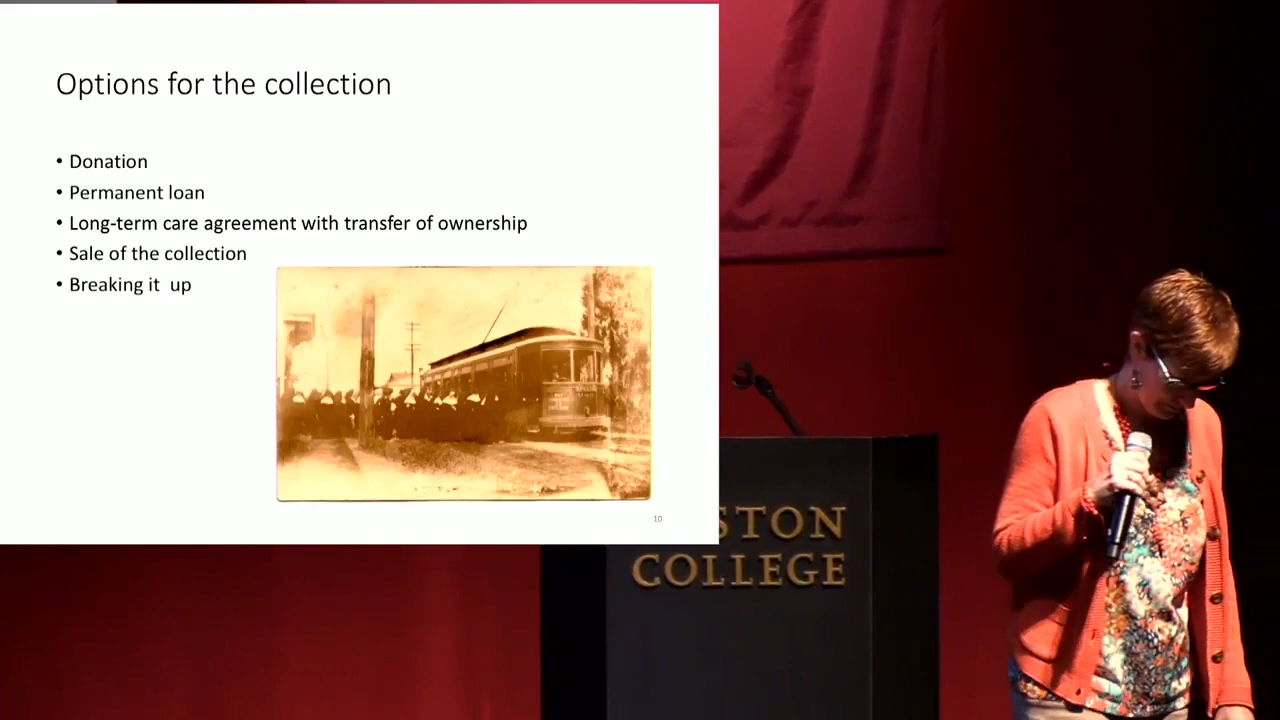 Options for the collection
• Donation
• Permanent loan
• Long-term care agreement with transfer of ownership
• Sale of the collection
• Breaking it  up
10
STON
COLLEGE